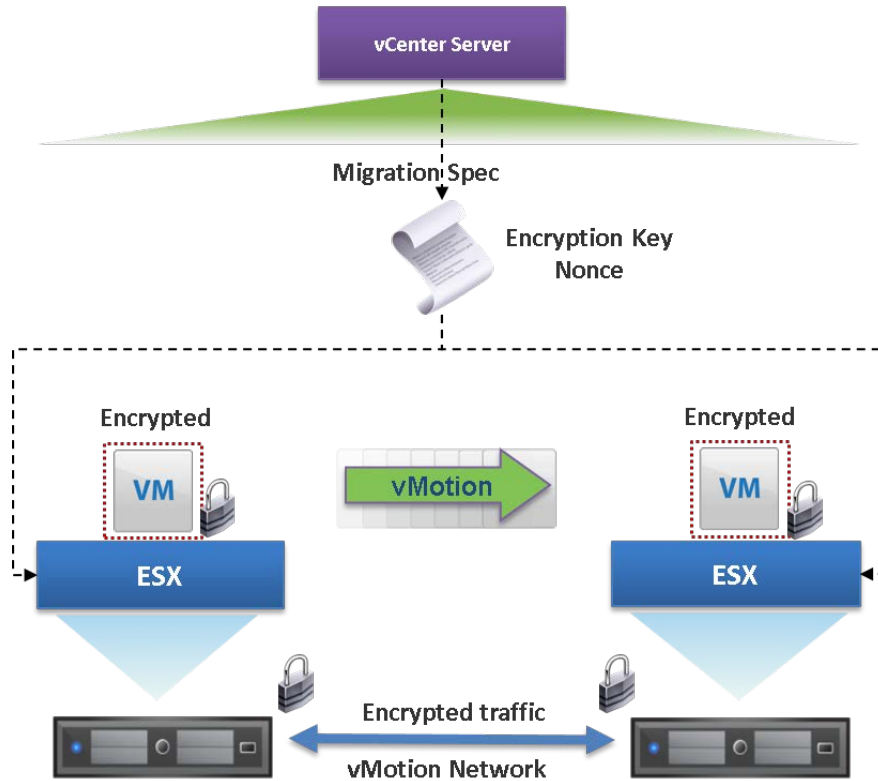 vCenter Server
Migration Spec
Encryption Key
Nonce
Encrypted
Encrypted
VM
VM
vMotion
ESX
ESX
Encrypted traffic
vMotion Network